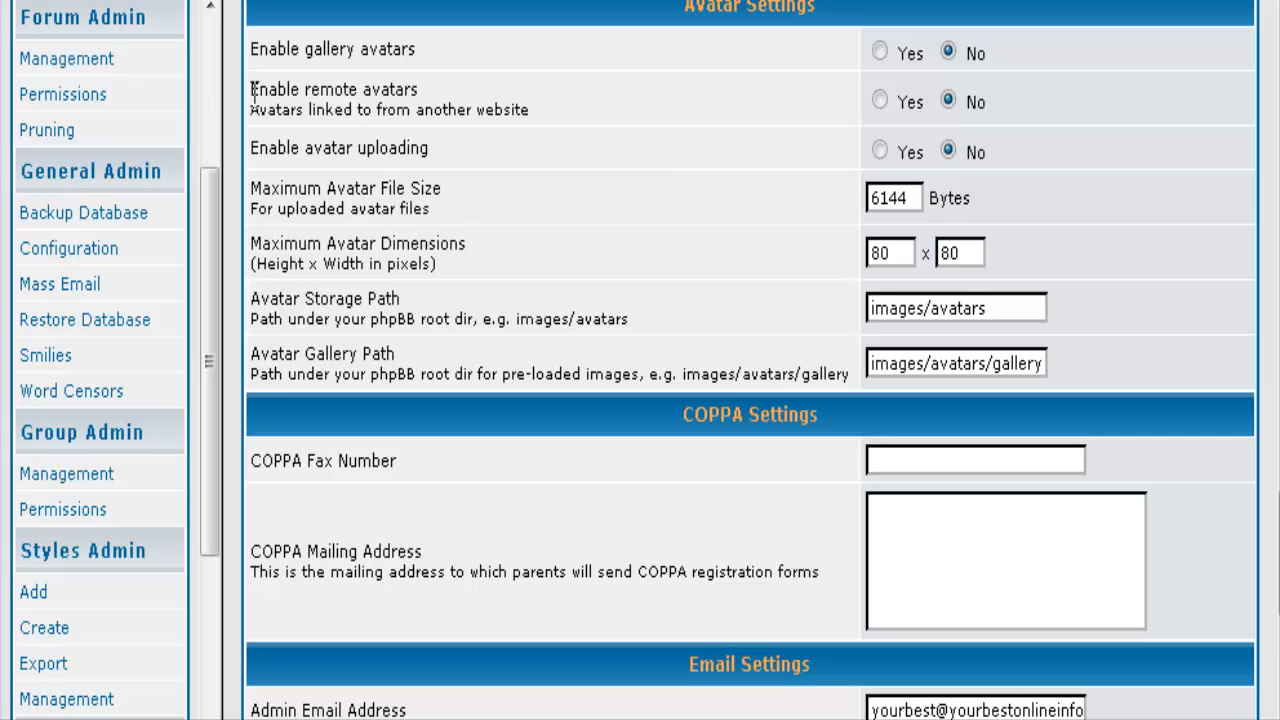 Forum Admin
Management
Permissions
Pruning
General Admin
Backup Database
Configuration
Mass Email
Restore Database
Smilies
Word Censors
Group Admin
Management
Permissions
Styles Admin
Add
Create
Export
Management
Avatar Settings
Enable gallery avatars Yes No
Enable remote avatars
Avatars linked to from another website Yes No
Enable avatar uploading Yes No
Maximum Avatar File Size
For uploaded avatar files 6144 Bytes
Maximum Avatar Dimensions
(Height x Width in pixels) 80 x 80
Avatar Storage Path
Path under your phpBB root dir, e.g. images/avatars images/avatars
Avatar Gallery Path
Path under your phpBB root dir for pre-loaded images, e.g. images/avatars/gallery images/avatars/gallery
COPPA Settings
COPPA Fax Number
COPPA Mailing Address
This is the mailing address to which parents will send COPPA registration forms
Email Settings
Admin Email Address yourbest@yourbestonlineinfo